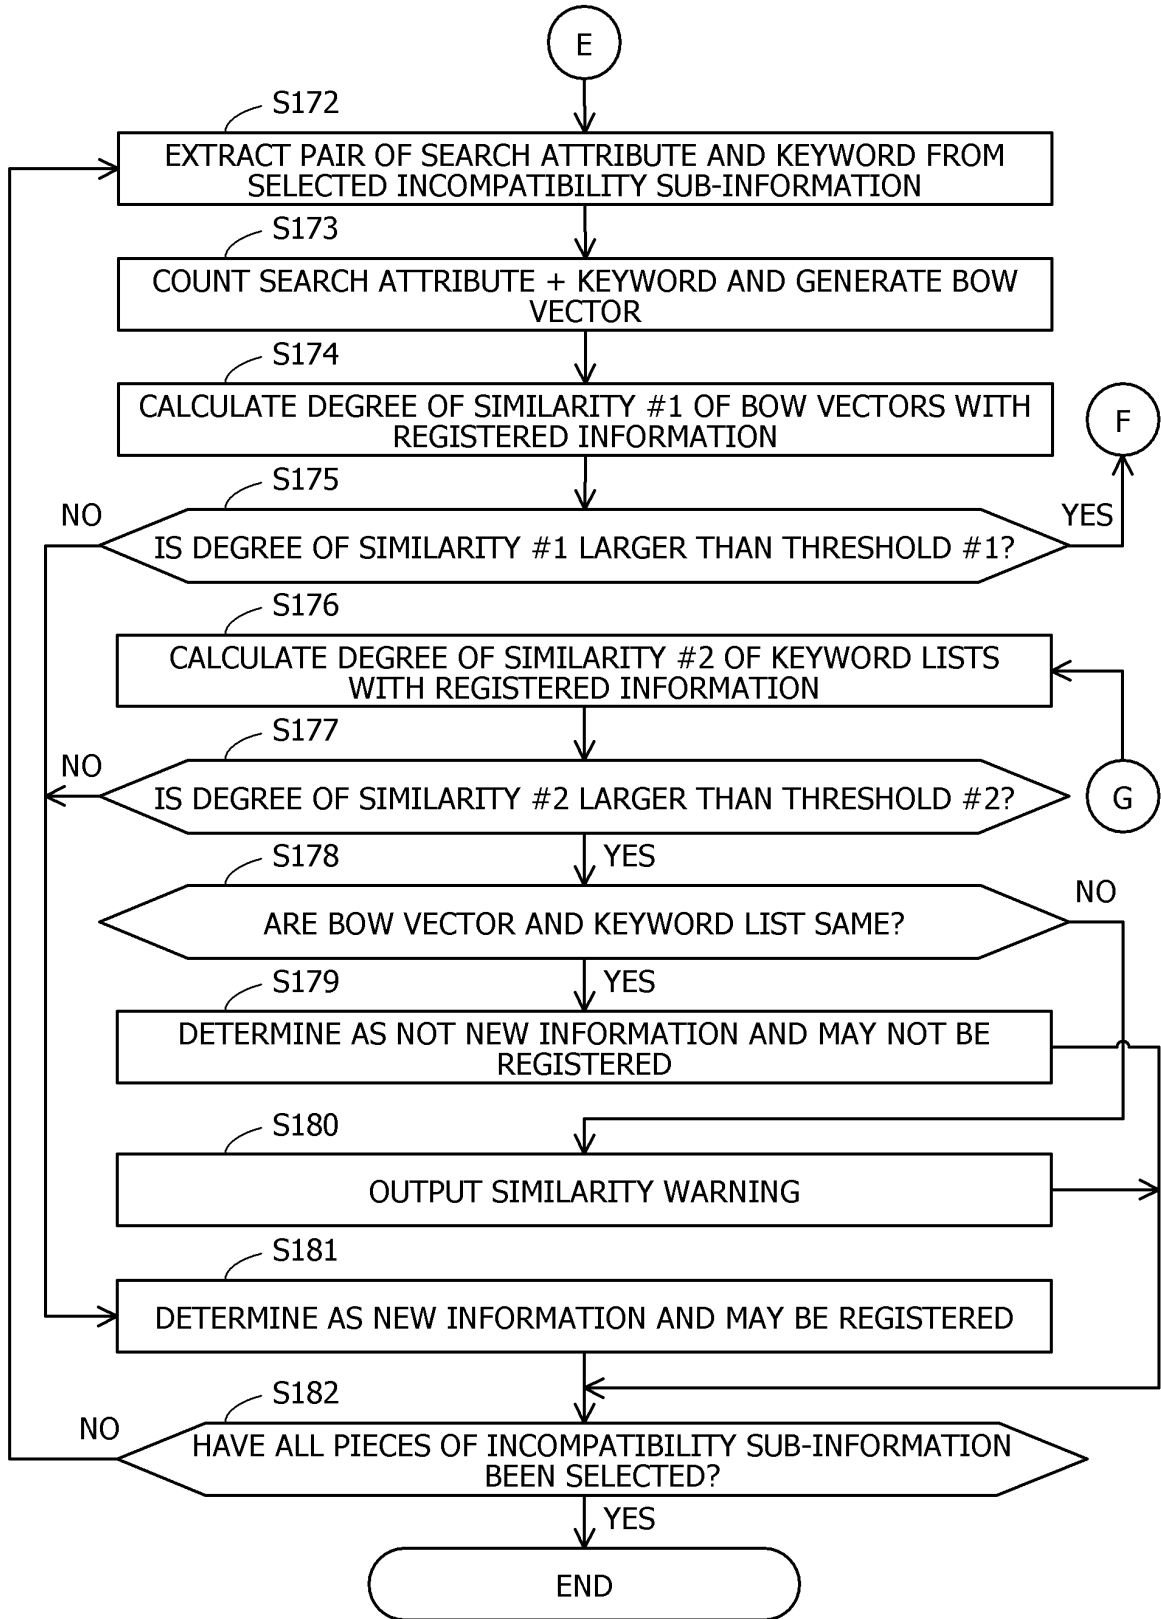 E
S172
EXTRACT PAIR OF SEARCH ATTRIBUTE AND KEYWORD FROM
SELECTED INCOMPATIBILITY SUB-INFORMATION
S173
COUNT SEARCH ATTRIBUTE + KEYWORD AND GENERATE BOW
VECTOR
S174
CALCULATE DEGREE OF SIMILARITY #1 OF BOW VECTORS WITH
REGISTERED INFORMATION
F
S175
NO
YES
IS DEGREE OF SIMILARITY #1 LARGER THAN THRESHOLD #1?
S176
CALCULATE DEGREE OF SIMILARITY #2 OF KEYWORD LISTS
WITH REGISTERED INFORMATION
S177
NO
IS DEGREE OF SIMILARITY #2 LARGER THAN THRESHOLD #2?
G
S178
YES
NO
ARE BOW VECTOR AND KEYWORD LIST SAME?
S179
YES
DETERMINE AS NOT NEW INFORMATION AND MAY NOT BE
REGISTERED
S180
OUTPUT SIMILARITY WARNING
S181
DETERMINE AS NEW INFORMATION AND MAY BE REGISTERED
S182
NO
HAVE ALL PIECES OF INCOMPATIBILITY SUB-INFORMATION
BEEN SELECTED?
YES
END